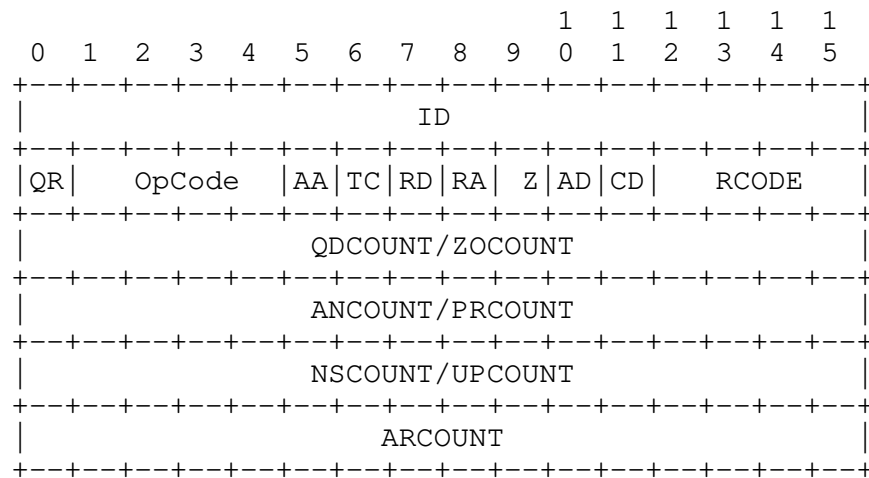 1  1  1  1  1  1
  0  1  2  3  4  5  6  7  8  9  0  1  2  3  4  5
+--+--+--+--+--+--+--+--+--+--+--+--+--+--+--+--+
|                      ID                       |
+--+--+--+--+--+--+--+--+--+--+--+--+--+--+--+--+
|QR|   OpCode  |AA|TC|RD|RA| Z|AD|CD|   RCODE   |
+--+--+--+--+--+--+--+--+--+--+--+--+--+--+--+--+
|                QDCOUNT/ZOCOUNT                |
+--+--+--+--+--+--+--+--+--+--+--+--+--+--+--+--+
|                ANCOUNT/PRCOUNT                |
+--+--+--+--+--+--+--+--+--+--+--+--+--+--+--+--+
|                NSCOUNT/UPCOUNT                |
+--+--+--+--+--+--+--+--+--+--+--+--+--+--+--+--+
|                    ARCOUNT                    |
+--+--+--+--+--+--+--+--+--+--+--+--+--+--+--+--+